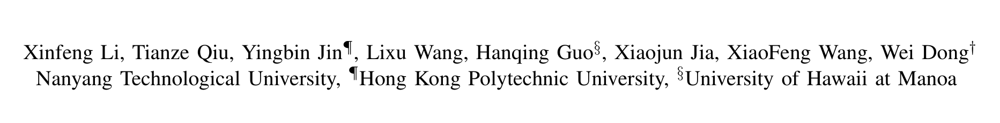 Xinfeng Li, Tianze Qiu, Yingbin Jin¶, Lixu Wang, Hanqing Guo§, Xiaojun Jia, XiaoFeng Wang, Wei Dong†
Nanyang Technological University, ¶Hong Kong Polytechnic University, §University of Hawaii at Manoa